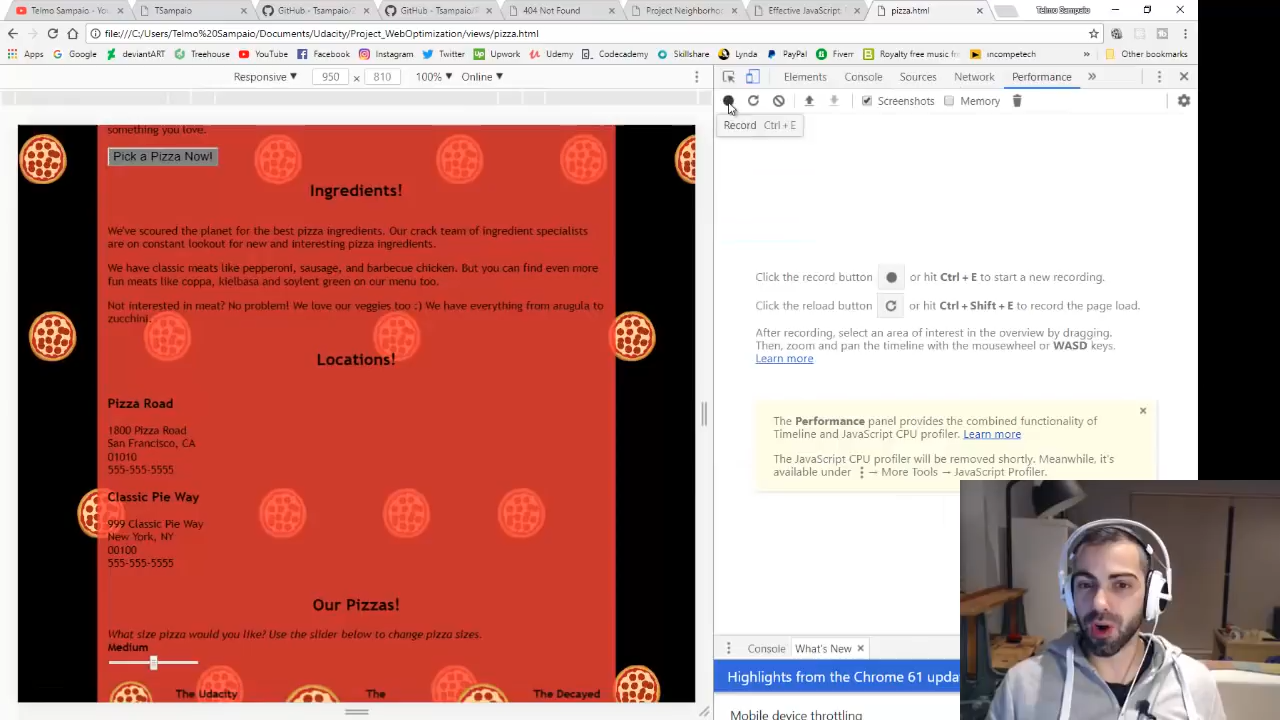 Telmo Sampaio - You
TSampaio
GitHub - Tsampaio/
GitHub - Tsampaio/R
404 Not Found
Project Neighborho
Effective JavaScript:
pizza.html
Telmo Sampaio
file:///C:/Users/Telmo%20Sampaio/Documents/Udacity/Project_WebOptimization/views/pizza.html
Apps
Google
deviantART
Treehouse
YouTube
Facebook
Instagram
Twitter
Upwork
Udemy
Codecademy
Skillshare
Lynda
PayPal
Fiverr
Royalty free music fr
incompetech
Other bookmarks
Responsive
950 x 810
100%
Online
Elements
Console
Sources
Network
Performance
Screenshots
Memory
Record Ctrl + E
something you love.
Pick a Pizza Now!
Ingredients!
We've scoured the planet for the best pizza ingredients. Our crack team of ingredient specialists
are on constant lookout for new and interesting pizza ingredients.
We have classic meats like pepperoni, sausage, and barbecue chicken. But you can find even more
fun meats like coppa, kielbasa and soylent green on our menu too.
Not interested in meat? No problem! We love our veggies too :) We have everything from arugula to
zucchini.
Locations!
Pizza Road
1800 Pizza Road
San Francisco, CA
01010
555-555-5555
Classic Pie Way
999 Classic Pie Way
New York, NY
00100
555-555-5555
Our Pizzas!
What size pizza would you like? Use the slider below to change pizza sizes.
Medium
The Udacity
The
The Decayed
Click the record button or hit Ctrl + E to start a new recording.
Click the reload button or hit Ctrl + Shift + E to record the page load.
After recording, select an area of interest in the overview by dragging.
Then, zoom and pan the timeline with the mousewheel or WASD keys.
Learn more
The Performance panel provides the combined functionality of
Timeline and JavaScript CPU profiler. Learn more
The JavaScript CPU profiler will be removed shortly. Meanwhile, it's
available under ⋮ → More Tools → JavaScript Profiler.
Console
What's New
Highlights from the Chrome 61 upda
Mobile device throttling